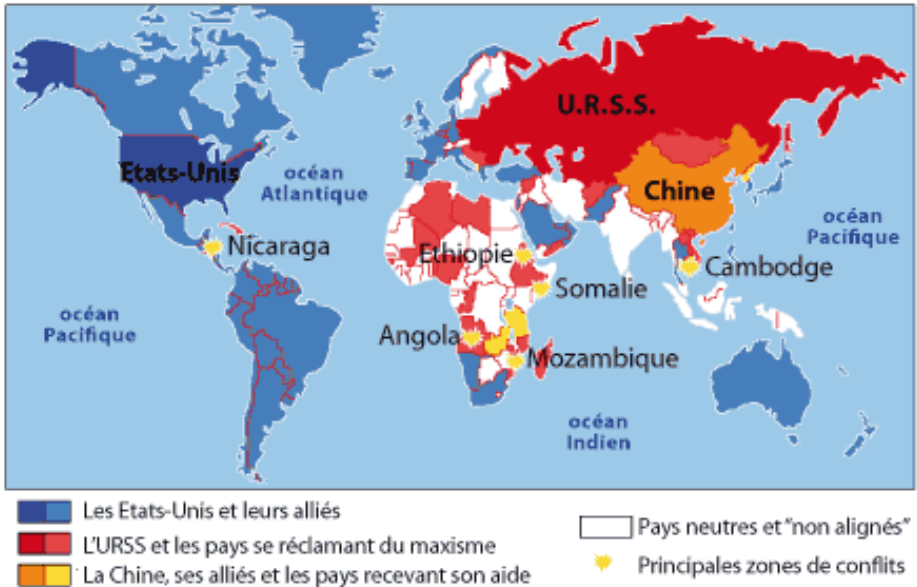 U.R.S.S.
Etats-Unis
océan
Atlantique
Chine
océan
Pacifique
Nicaraga
Ethiopie
Cambodge
Somalie
océan
Pacifique
Angola
Mozambique
océan
Indien
Les Etats-Unis et leurs alliés
L'URSS et les pays se réclamant du maxisme
La Chine, ses alliés et les pays recevant son aide
Pays neutres et "non alignés"
Principales zones de conflits